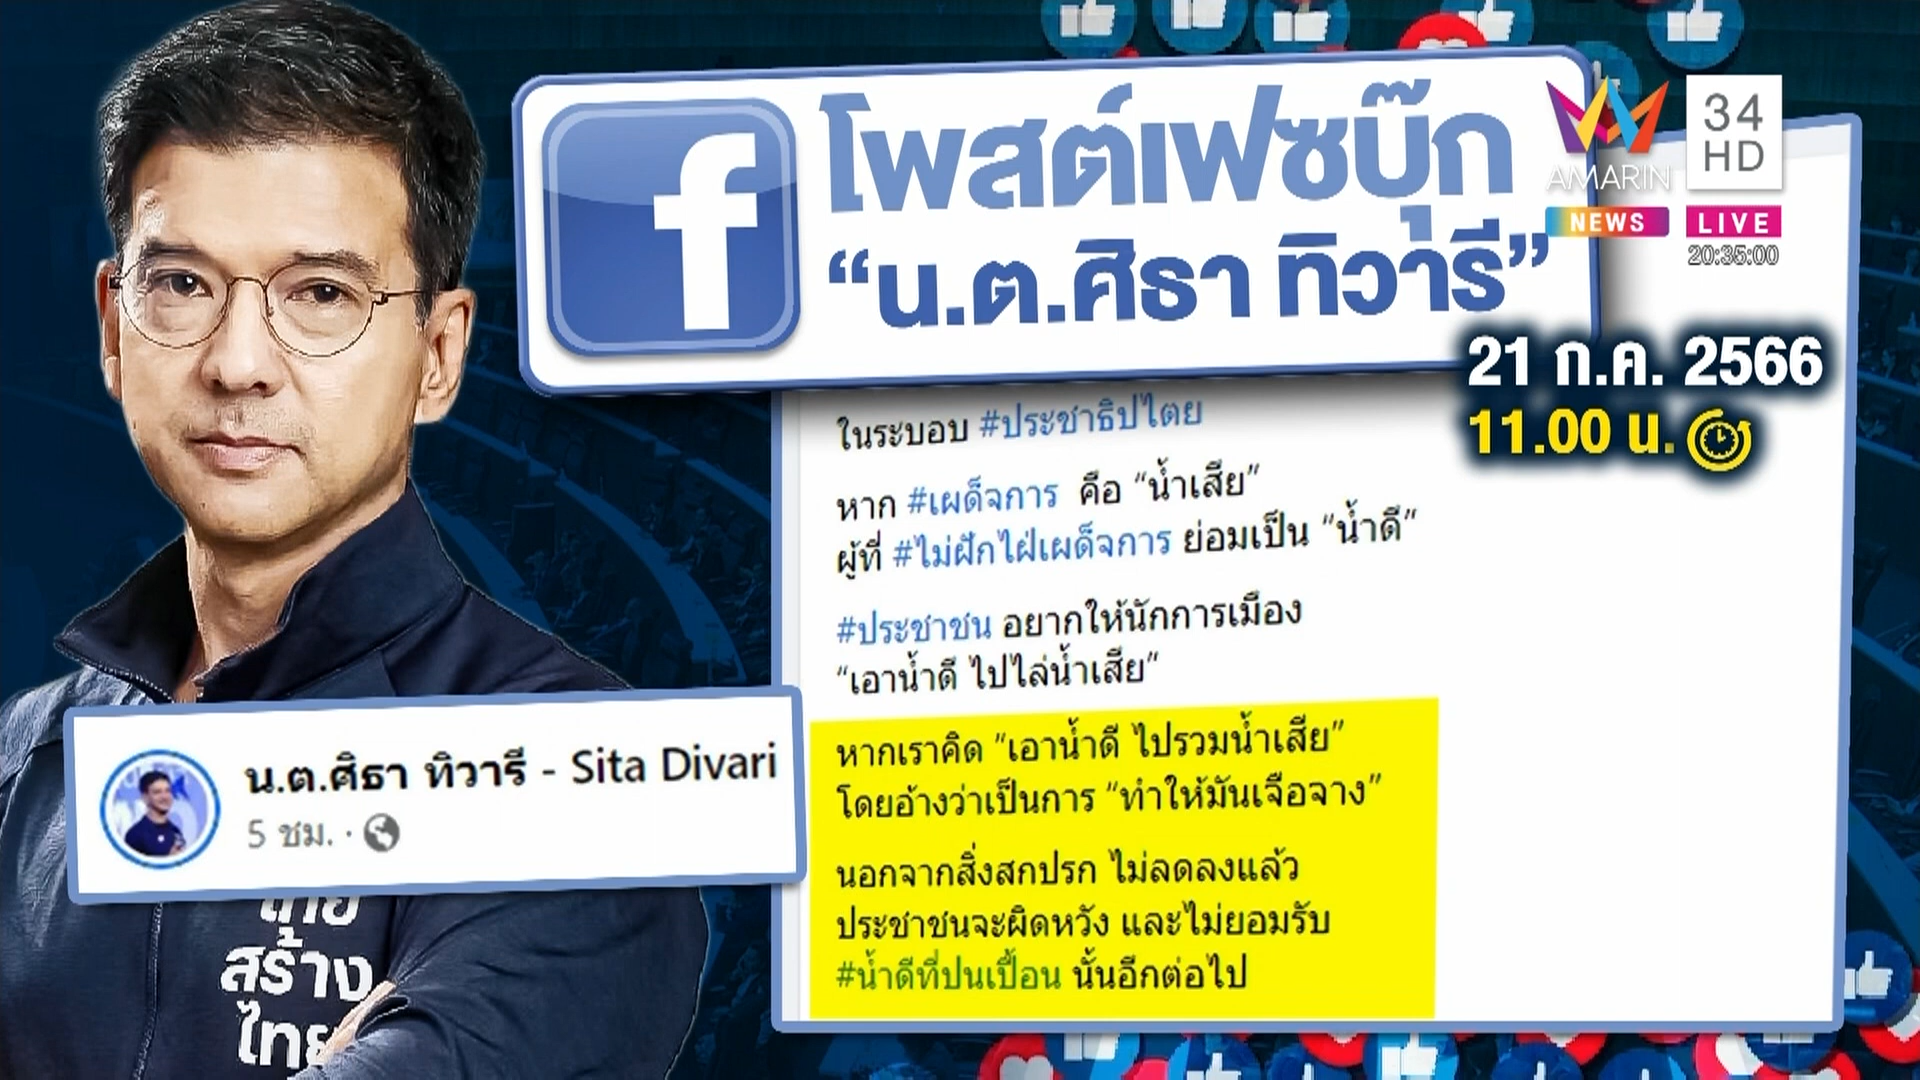 โพสต์เฟซบุ๊ก
“น.ต.ศิธา ทิวารี”
AMARIN
NEWS
34
HD
LIVE
20:35:00
21 ก.ค. 2566
11.00 น.
ในระบอบ #ประชาธิปไตย
หาก #เผด็จการ คือ “น้ำเสีย”
ผู้ที่ #ไม่ฝักไฝ่เผด็จการ ย่อมเป็น “น้ำดี”
#ประชาชน อยากให้นักการเมือง
“เอาน้ำดี ไปไล่น้ำเสีย”
หากเราคิด “เอาน้ำดี ไปรวมน้ำเสีย”
โดยอ้างว่าเป็นการ “ทำให้มันเจือจาง”
นอกจากสิ่งสกปรก ไม่ลดลงแล้ว
ประชาชนจะผิดหวัง และไม่ยอมรับ
#น้ำดีที่ปนเปื้อน นั้นอีกต่อไป
น.ต.ศิธา ทิวารี - Sita Divari
5 ชม. ·
ไทย
สร้าง
ไทย